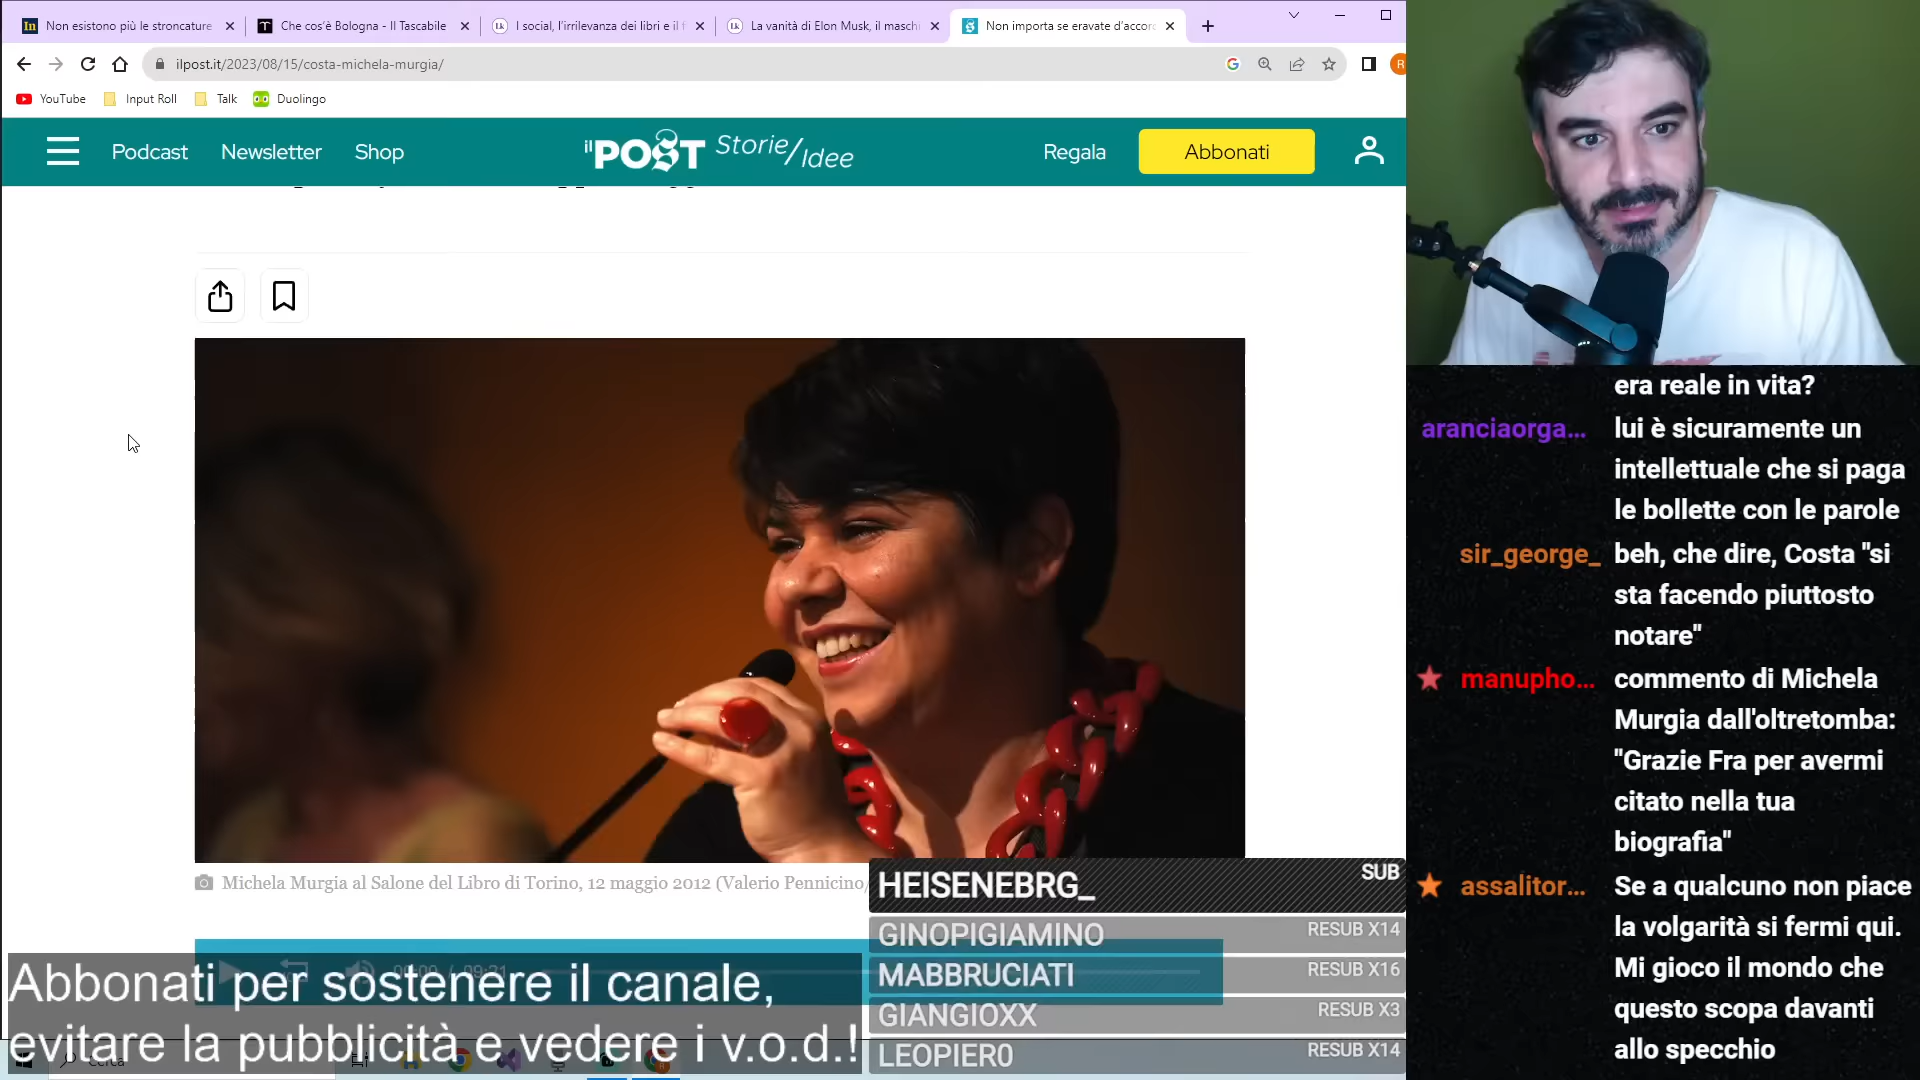 Non esistono più le stroncature
Che cos'è Bologna - Il Tascabile
I social, l'irrilevanza dei libri e il f
La vanità di Elon Musk, il maschi
Non importa se eravate d'accord
ilpost.it/2023/08/15/costa-michela-murgia/
YouTube
Input Roll
Talk
Duolingo
Podcast
Newsletter
Shop
il POST Storie/Idee
Regala
Abbonati
Michela Murgia al Salone del Libro di Torino, 12 maggio 2012 (Valerio Pennicino/
Abbonati per sostenere il canale,
evitare la pubblicità e vedere i v.o.d.!
Cerca
HEISENEBRG_ SUB
GINOPIGIAMINO RESUB X14
MABBRUCIATI RESUB X16
GIANGIOXX RESUB X3
LEOPIER0 RESUB X14
era reale in vita?
aranciaorga... lui è sicuramente un
intellettuale che si paga
le bollette con le parole
sir_george_ beh, che dire, Costa "si
sta facendo piuttosto
notare"
manupho... commento di Michela
Murgia dall'oltretomba:
"Grazie Fra per avermi
citato nella tua
biografia"
assalitor... Se a qualcuno non piace
la volgarità si fermi qui.
Mi gioco il mondo che
questo scopa davanti
allo specchio